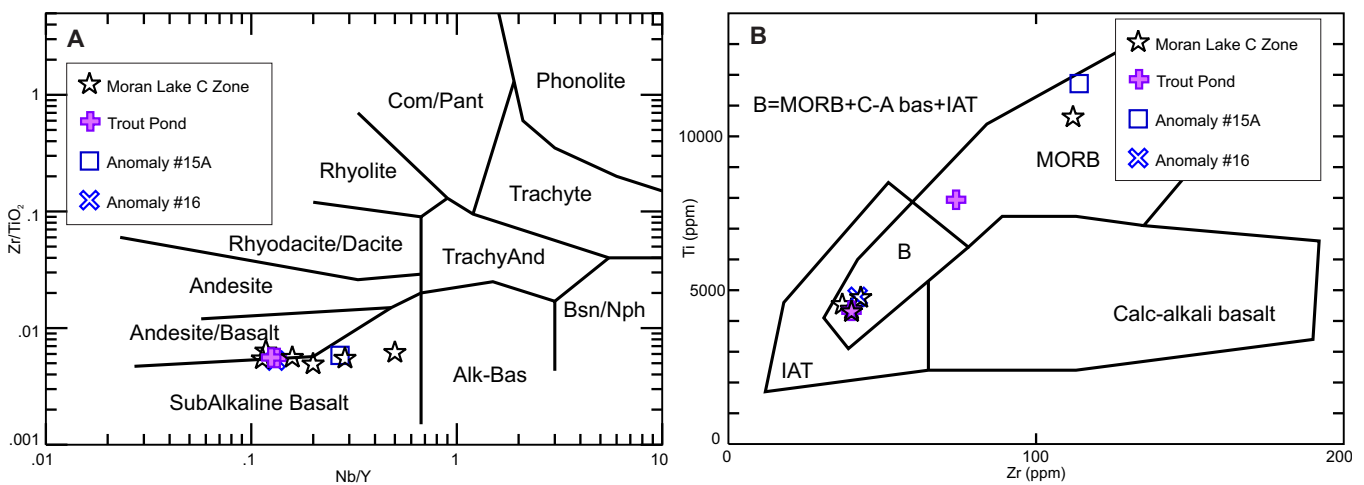 A
Moran Lake C Zone
Trout Pond
Anomaly #15A
Anomaly #16
Com/Pant
Phonolite
Rhyolite
Trachyte
Rhyodacite/Dacite
TrachyAnd
Andesite
Bsn/Nph
Andesite/Basalt
Alk-Bas
SubAlkaline Basalt
Zr/TiO2
1
.1
.01
.001
.01
0.1
1
10
Nb/Y
B
Moran Lake C Zone
Trout Pond
Anomaly #15A
Anomaly #16
B=MORB+C-A bas+IAT
MORB
B
Calc-alkali basalt
IAT
Ti (ppm)
10000
5000
0
0
100
200
Zr (ppm)